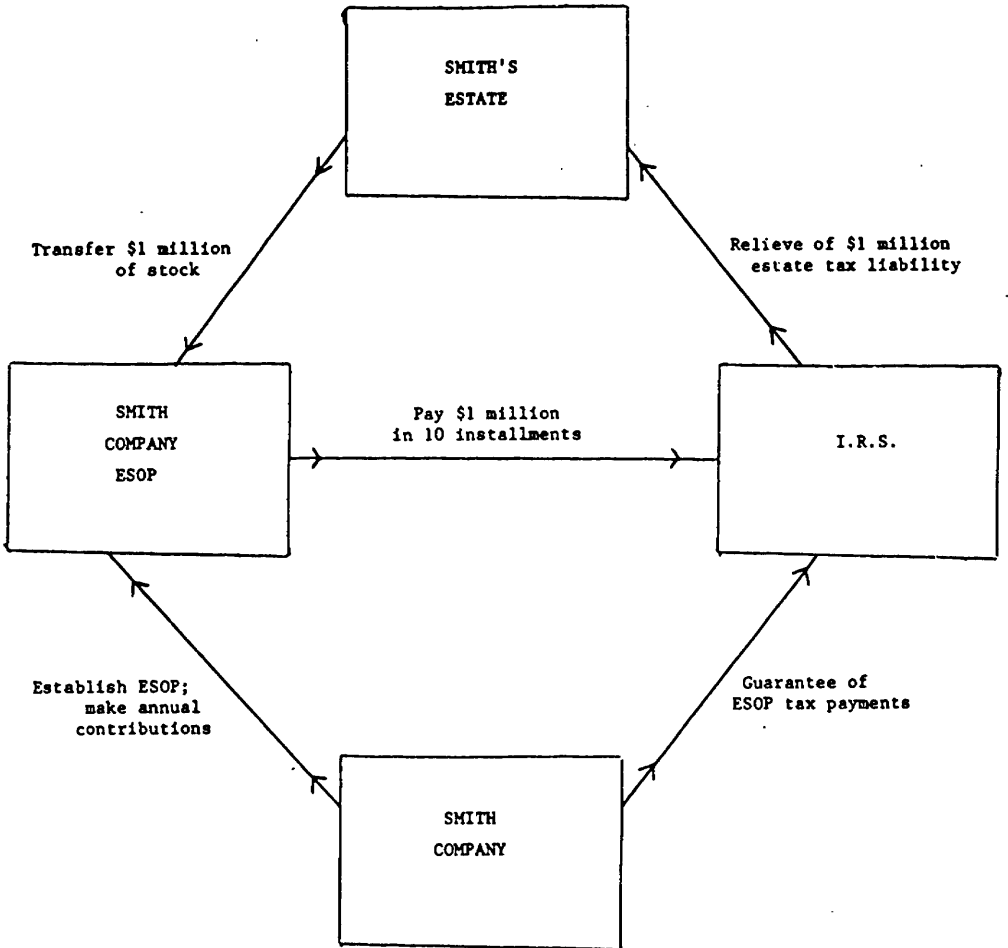 SMITH'S
ESTATE
Transfer $1 million
of stock
Relieve of $1 million
estate tax liability
SMITH
COMPANY
ESOP
Pay $1 million
in 10 installments
I.R.S.
Establish ESOP;
make annual
contributions
Guarantee of
ESOP tax payments
SMITH
COMPANY